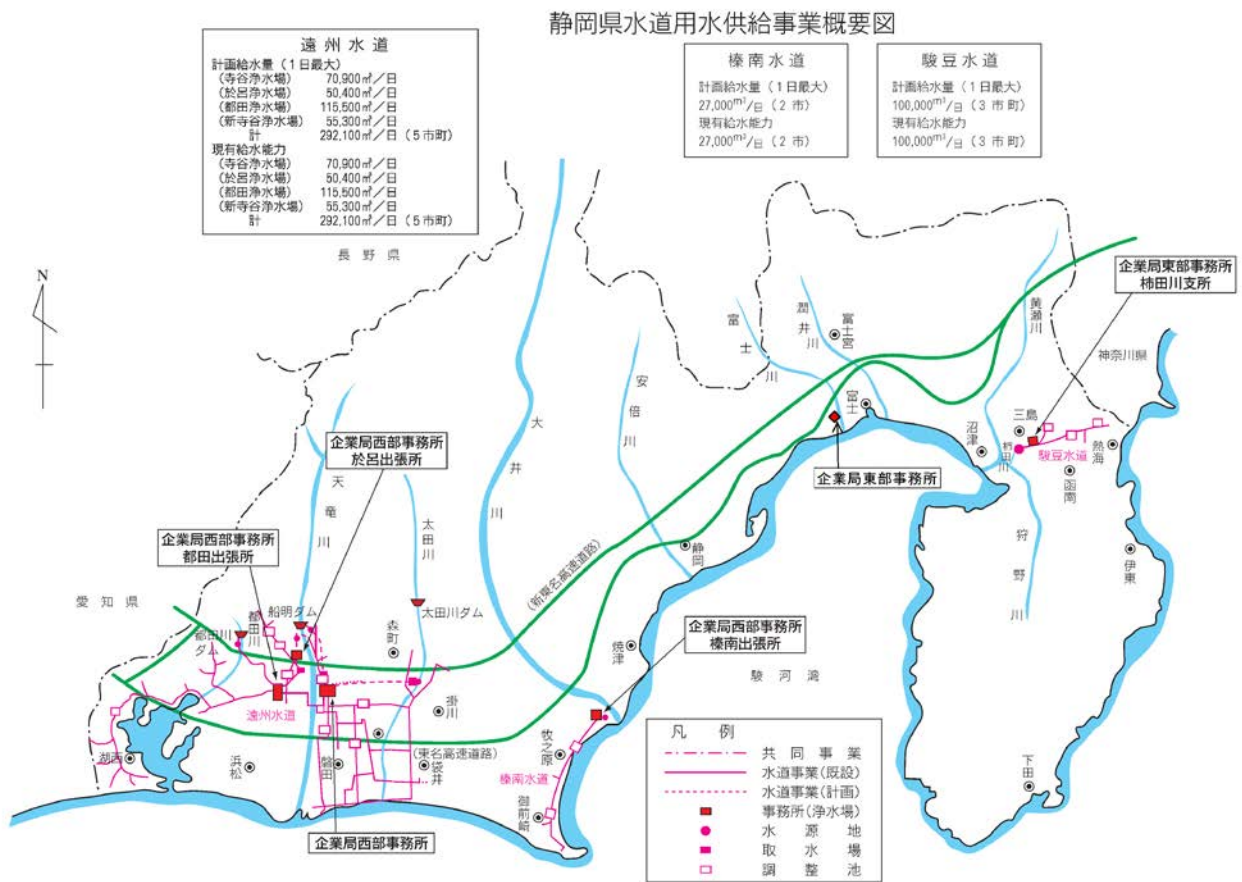 静岡県水道用水供給事業概要図
遠州水道
計画給水量（1日最大）
（寺谷浄水場） 70,900㎥／日
（於呂浄水場） 50,400㎥／日
（都田浄水場） 115,500㎥／日
（新寺谷浄水場） 55,300㎥／日
計 292,100㎥／日（5市町）
現有給水能力
（寺谷浄水場） 70,900㎥／日
（於呂浄水場） 50,400㎥／日
（都田浄水場） 115,500㎥／日
（新寺谷浄水場） 55,300㎥／日
計 292,100㎥／日（5市町）
榛南水道
計画給水量（1日最大）
27,000m³/日（2市）
現有給水能力
27,000m³/日（2市）
駿豆水道
計画給水量（1日最大）
100,000m³/日（3市町）
現有給水能力
100,000m³/日（3市町）
長野県
N
企業局東部事務所
柿田川支所
黄瀬川
神奈川県
富士川
潤井川
富士宮
富士
安倍川
大井川
三島
沼津
柿田川
駿豆水道
熱海
函南
企業局東部事務所
狩野川
伊東
企業局西部事務所
於呂出張所
天竜川
太田川
企業局西部事務所
都田出張所
静岡
（新東名高速道路）
愛知県
船明ダム
都田川
都田川
ダム
太田川ダム
森町
企業局西部事務所
榛南出張所
焼津
駿河湾
遠州水道
掛川
（東名高速道路）
湖西
浜松
磐田
袋井
牧之原
榛南水道
御前崎
下田
企業局西部事務所
凡例
共同事業
水道事業(既設)
水道事業(計画)
事務所(浄水場)
水源地
取水場
調整池